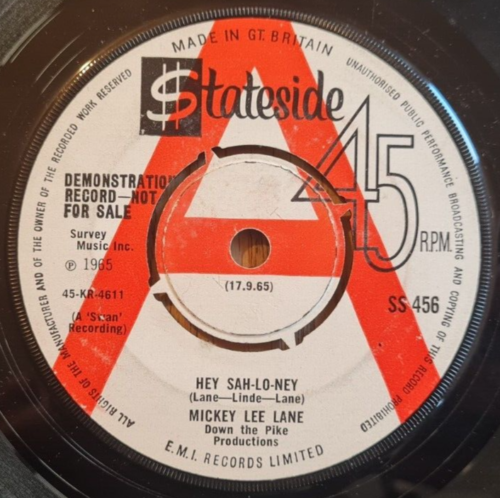 MADE IN GT. BRITAIN
$tateside
45
R.P.M.
DEMONSTRATION
RECORD—NOT
FOR SALE
Survey
Music Inc.
℗ 1965
45-KR-4611
(A 'Swan'
Recording)
(17.9.65)
SS 456
A
HEY SAH-LO-NEY
(Lane—Linde—Lane)
MICKEY LEE LANE
Down the Pike
Productions
E.M.I. RECORDS LIMITED
ALL RIGHTS OF THE MANUFACTURER AND OF THE OWNER OF THE RECORDED WORK RESERVED
UNAUTHORISED PUBLIC PERFORMANCE BROADCASTING AND COPYING OF THIS RECORD PROHIBITED